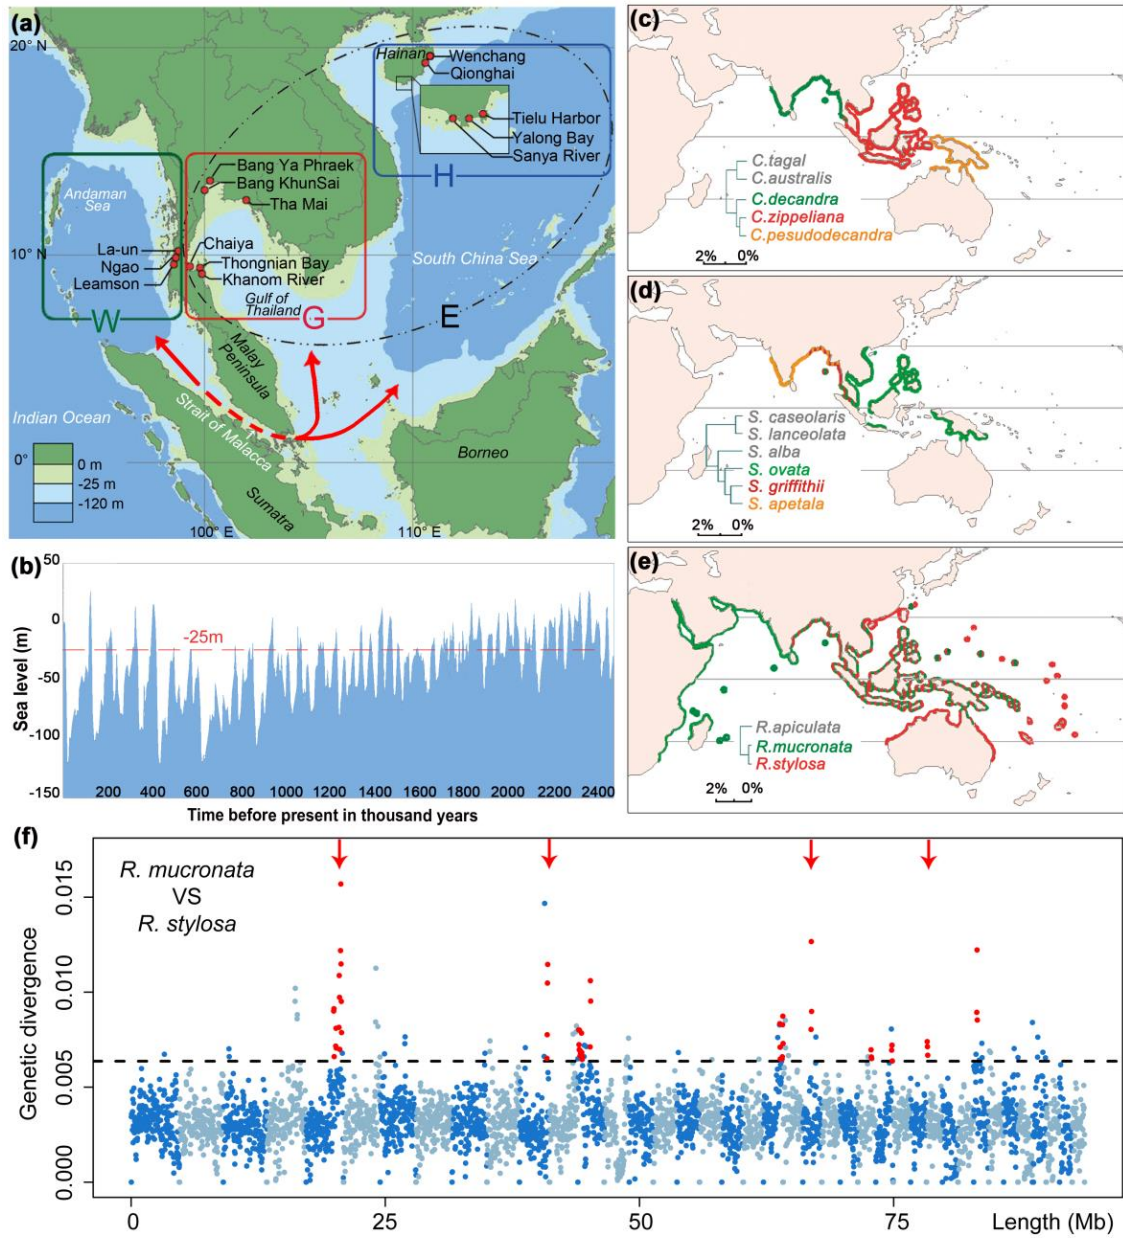 (a)
20° N
Hainan
Wenchang
Qionghai
Tielu Harbor
Yalong Bay
Sanya River
H
Bang Ya Phraek
Bang KhunSai
Tha Mai
Andaman
Sea
La-un
Ngao
Leamson
W
10° N
Chaiya
Thongnian Bay
Khanom River
Gulf of
Thailand
G
South China Sea
E
Malay
Peninsula
Strait of Malacca
Indian Ocean
0 m
-25 m
-120 m
0°
Borneo
Sumatra
100° E
110° E
(b)
50
0
-50
-100
-150
-25m
Sea level (m)
200 400 600 800 1000 1200 1400 1600 1800 2000 2200 2400
Time before present in thousand years
(c)
C.tagal
C.australis
C.decandra
C.zippeliana
C.pesudodecandra
2% 0%
(d)
S. caseolaris
S. lanceolata
S. alba
S. ovata
S. griffithii
S. apetala
2% 0%
(e)
R.apiculata
R.mucronata
R.stylosa
2% 0%
(f)
R. mucronata
VS
R. stylosa
Genetic divergence
0.015
0.010
0.005
0.000
0 25 50 75 Length (Mb)